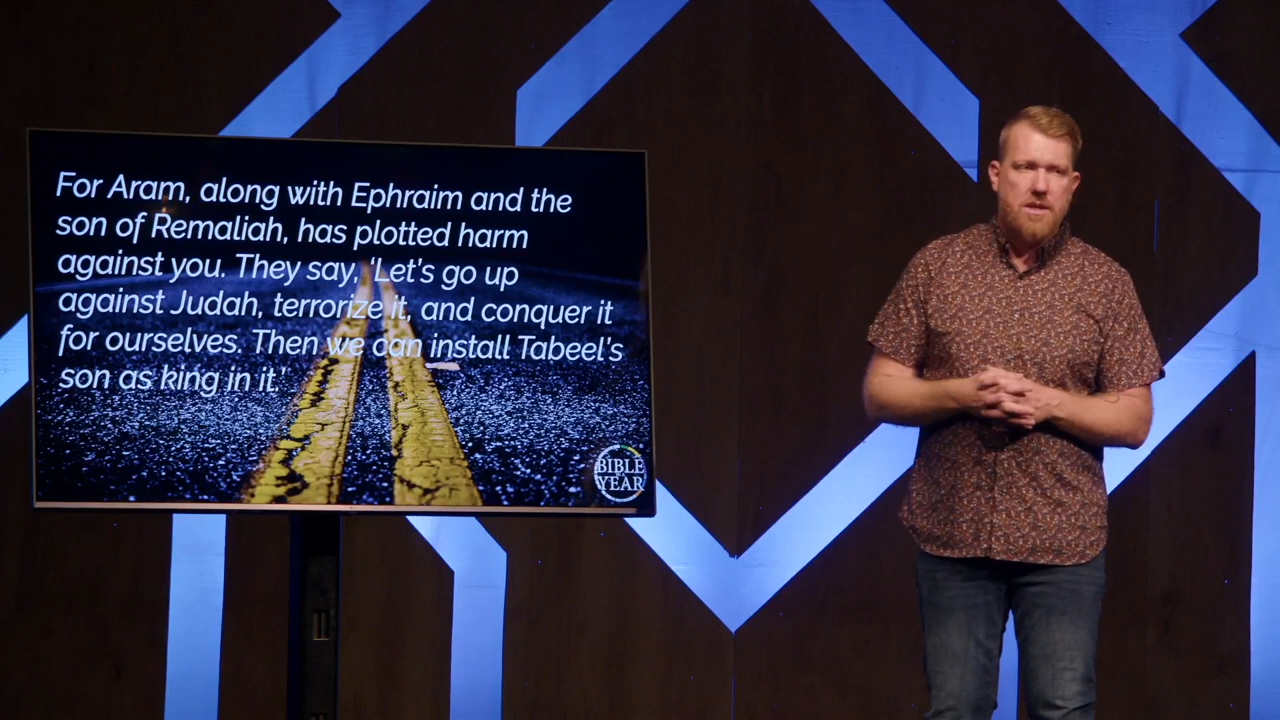 For Aram, along with Ephraim and the
son of Remaliah, has plotted harm
against you. They say, ‘Let’s go up
against Judah, terrorize it, and conquer it
for ourselves. Then we can install Tabeel’s
son as king in it.’
BIBLE
YEAR